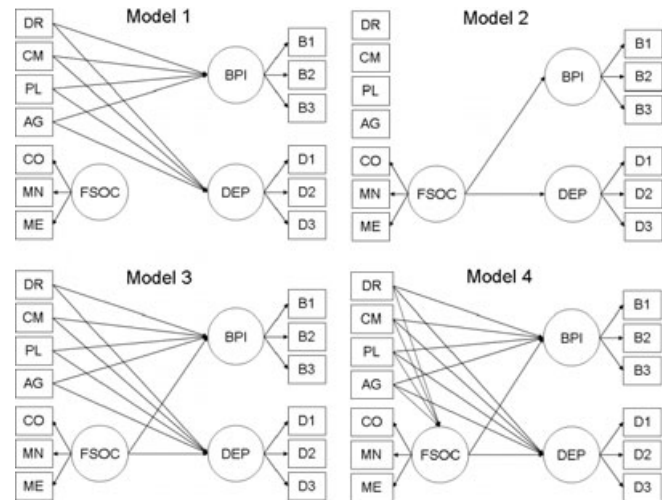 Model 1
DR
CM
PL
AG
CO
MN
ME
FSOC
BPI
DEP
B1
B2
B3
D1
D2
D3
Model 2
DR
CM
PL
AG
CO
MN
ME
FSOC
BPI
DEP
B1
B2
B3
D1
D2
D3
Model 3
DR
CM
PL
AG
CO
MN
ME
FSOC
BPI
DEP
B1
B2
B3
D1
D2
D3
Model 4
DR
CM
PL
AG
CO
MN
ME
FSOC
BPI
DEP
B1
B2
B3
D1
D2
D3